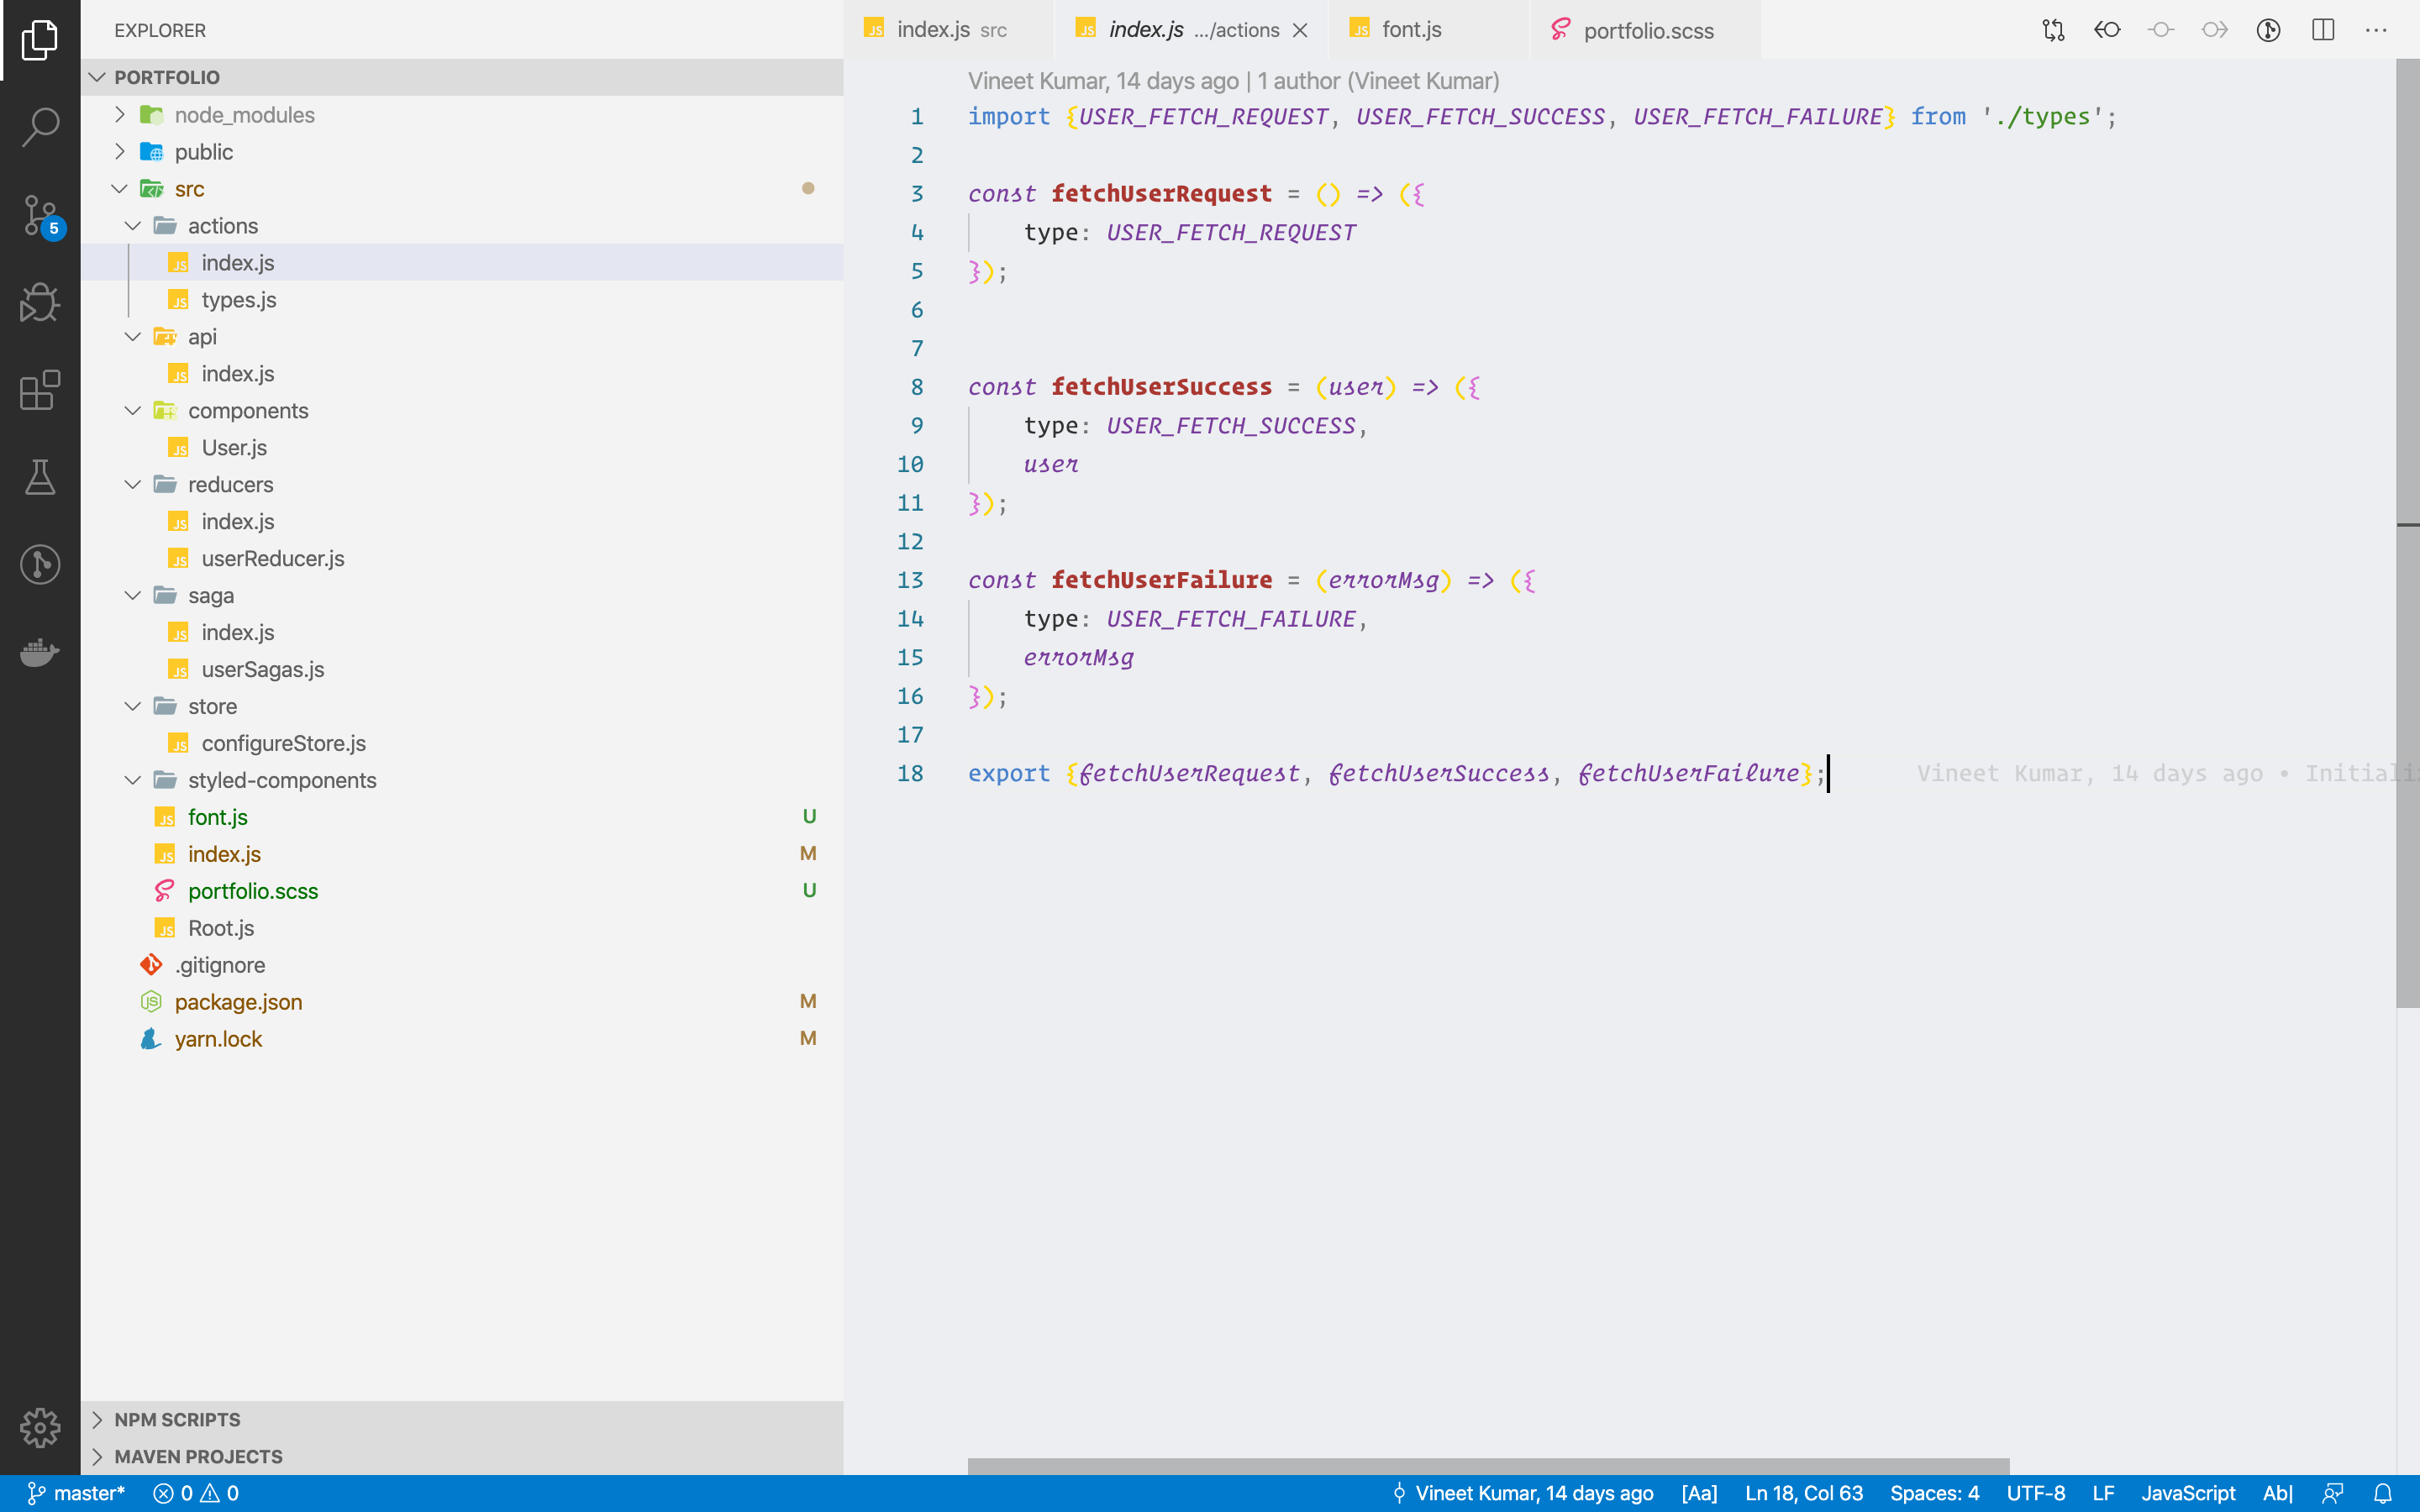 EXPLORER
PORTFOLIO
node_modules
public
src
actions
index.js
types.js
api
index.js
components
User.js
reducers
index.js
userReducer.js
saga
index.js
userSagas.js
store
configureStore.js
styled-components
font.js U
index.js M
portfolio.scss U
Root.js
.gitignore
package.json M
yarn.lock M
NPM SCRIPTS
MAVEN PROJECTS
5
index.js src
index.js .../actions
font.js
portfolio.scss
Vineet Kumar, 14 days ago | 1 author (Vineet Kumar)
1 import {USER_FETCH_REQUEST, USER_FETCH_SUCCESS, USER_FETCH_FAILURE} from './types';
2
3 const fetchUserRequest = () => ({
4 type: USER_FETCH_REQUEST
5 });
6
7
8 const fetchUserSuccess = (user) => ({
9 type: USER_FETCH_SUCCESS,
10 user
11 });
12
13 const fetchUserFailure = (errorMsg) => ({
14 type: USER_FETCH_FAILURE,
15 errorMsg
16 });
17
18 export {fetchUserRequest, fetchUserSuccess, fetchUserFailure}; Vineet Kumar, 14 days ago • Initiali
master* 0 0 Vineet Kumar, 14 days ago [Aa] Ln 18, Col 63 Spaces: 4 UTF-8 LF JavaScript Ab|